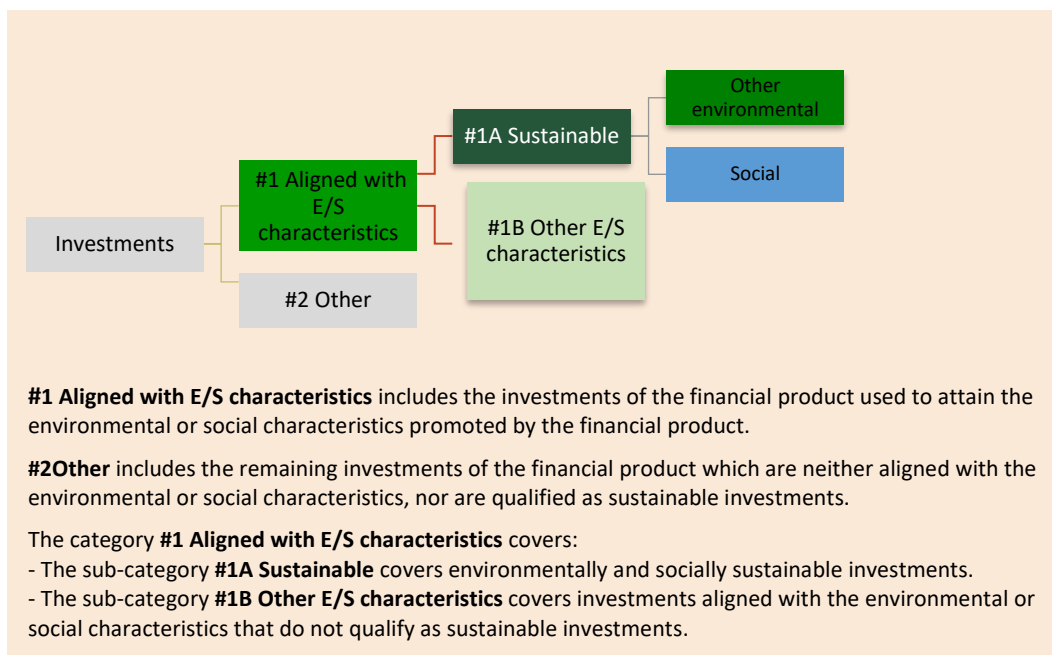 Other
environmental
#1A Sustainable
Social
#1 Aligned with
E/S
characteristics
#1B Other E/S
characteristics
Investments
#2 Other
#1 Aligned with E/S characteristics includes the investments of the financial product used to attain the
environmental or social characteristics promoted by the financial product.
#2Other includes the remaining investments of the financial product which are neither aligned with the
environmental or social characteristics, nor are qualified as sustainable investments.
The category #1 Aligned with E/S characteristics covers:
- The sub-category #1A Sustainable covers environmentally and socially sustainable investments.
- The sub-category #1B Other E/S characteristics covers investments aligned with the environmental or
social characteristics that do not qualify as sustainable investments.